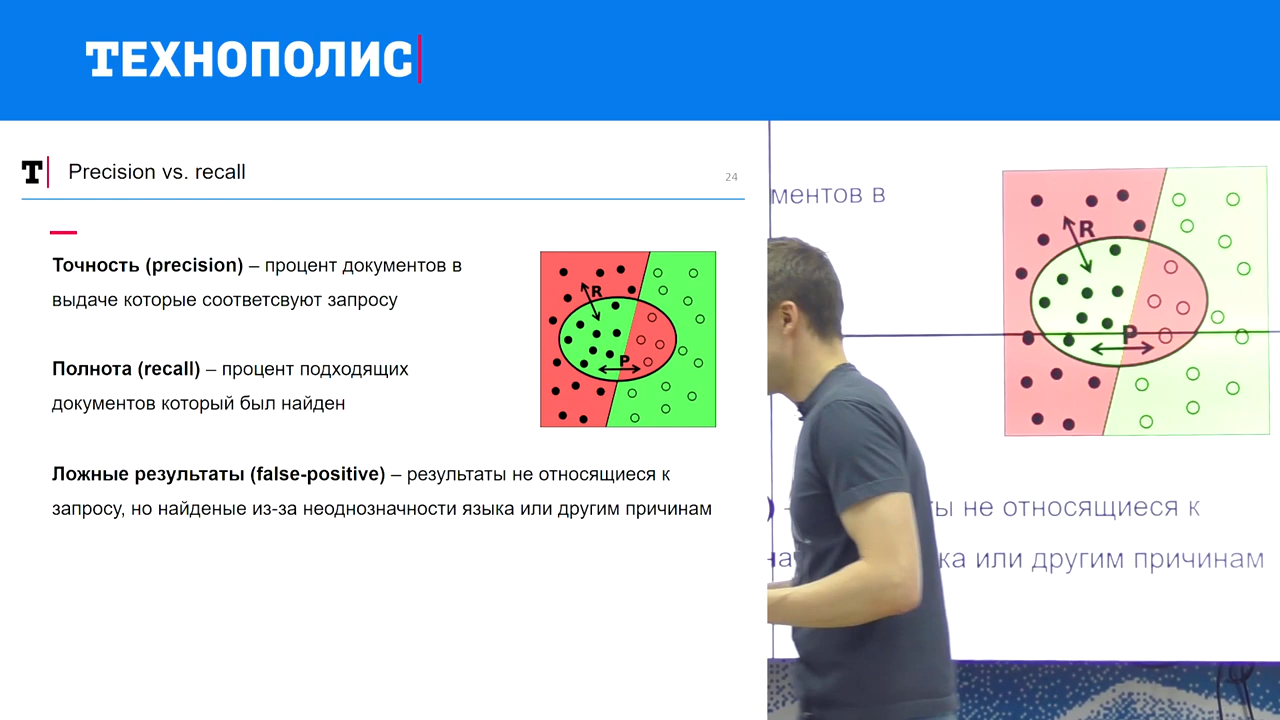 ТЕХНОПОЛИС
T
Precision vs. recall
24
Точность (precision) – процент документов в
выдаче которые соответсвуют запросу
Полнота (recall) – процент подходящих
документов который был найден
Ложные результаты (false-positive) – результаты не относящиеся к
запросу, но найденые из-за неоднозначности языка или другим причинам
R
P
ментов в
R
P
ты не относящиеся к
ка или другим причинам